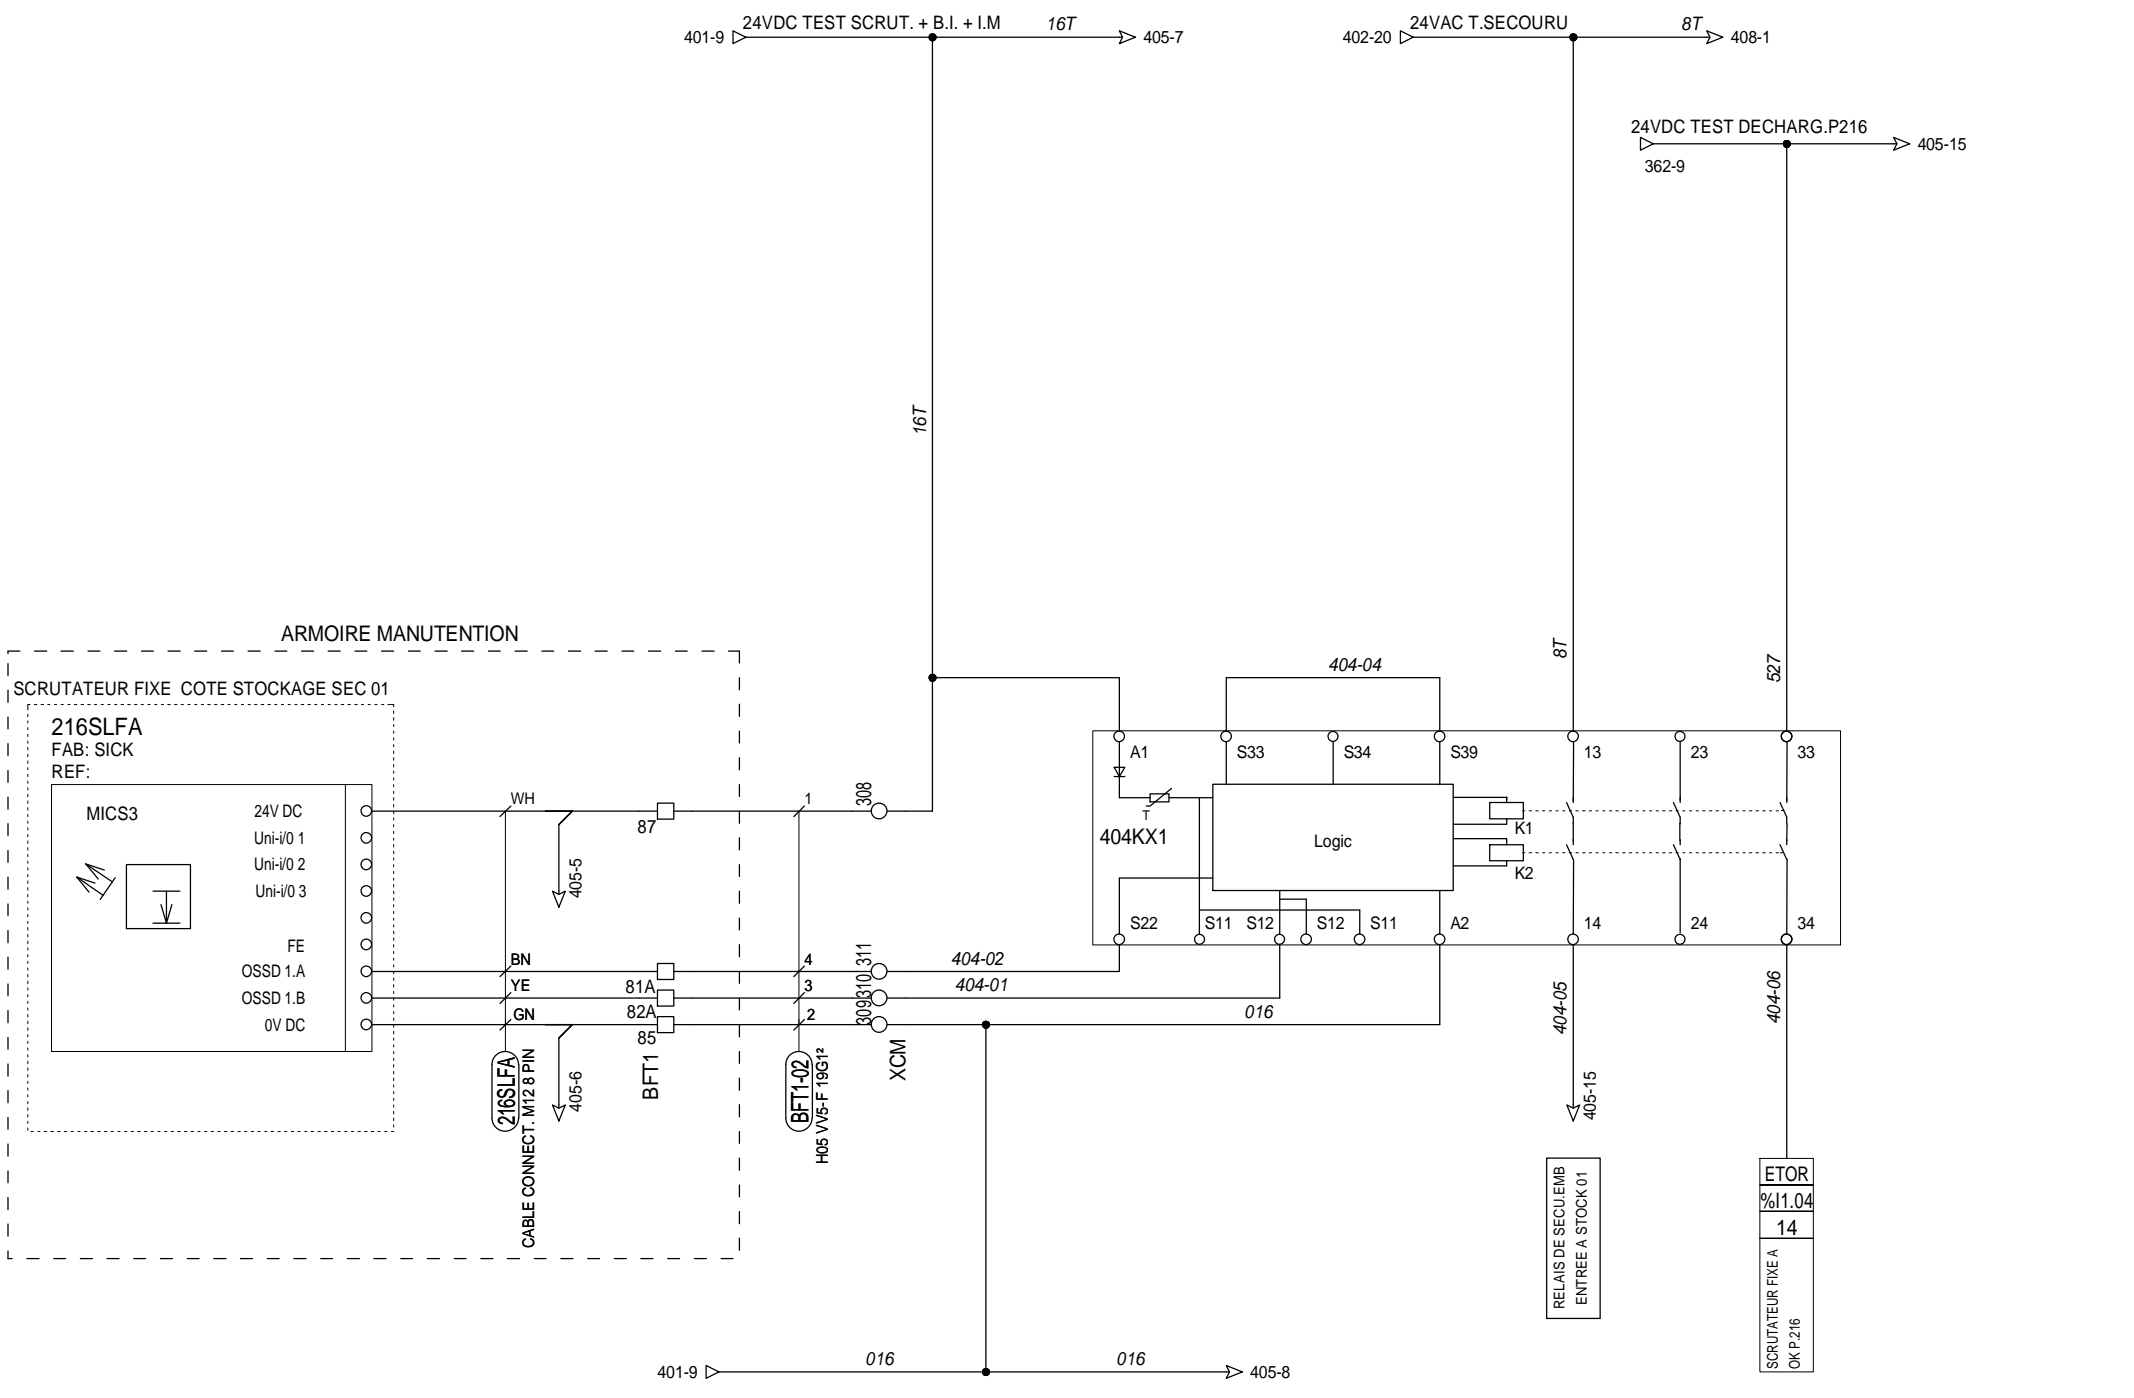 24VDC TEST SCRUT. + B.I. + I.M
16T
401-9
405-7
24VAC T.SECOURU
8T
402-20
408-1
24VDC TEST DECHARG.P216
405-15
362-9
16T
8T
527
ARMOIRE MANUTENTION
SCRUTATEUR FIXE COTE STOCKAGE SEC 01
216SLFA
FAB: SICK
REF:
MICS3
24V DC
Uni-i/0 1
Uni-i/0 2
Uni-i/0 3
FE
OSSD 1.A
OSSD 1.B
0V DC
WH
BN
YE
GN
405-5
405-6
87
81A
82A
85
BFT1
216SLFA
CABLE CONNECT. M12 8 PIN
1
4
3
2
BFT1-02
H05 VV5-F 19G1²
308
311
310
309
XCM
404-02
404-01
016
404-04
A1
S33
S34
S39
13
23
33
T
404KX1
Logic
K1
K2
S22
S11
S12
S12
S11
A2
14
24
34
404-05
404-06
405-15
RELAIS DE SECU.EMB
ENTREE A STOCK 01
ETOR
%I1.04
14
SCRUTATEUR FIXE A
OK P.216
401-9
016
016
405-8